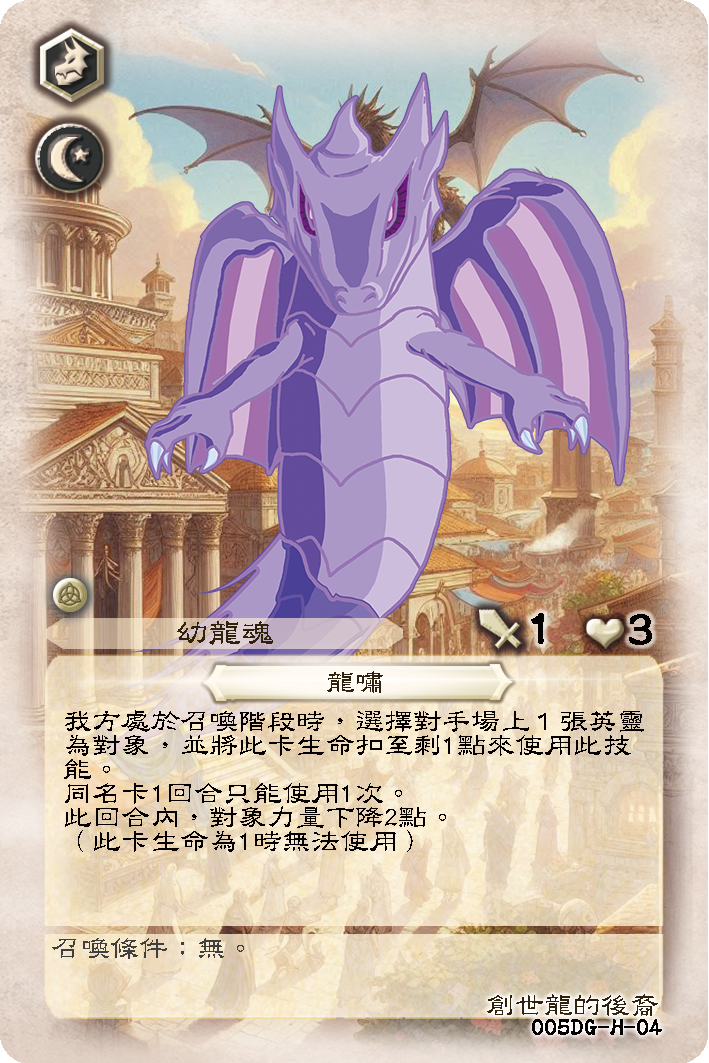 幼龍魂
1
3
龍嘯
我方處於召喚階段時，選擇對手場上１張英靈
為對象，並將此卡生命扣至剩1點來使用此技
能。
同名卡1回合只能使用1次。
此回合內，對象力量下降2點。
（此卡生命為1時無法使用）
召喚條件：無。
創世龍的後裔
005DG-H-04